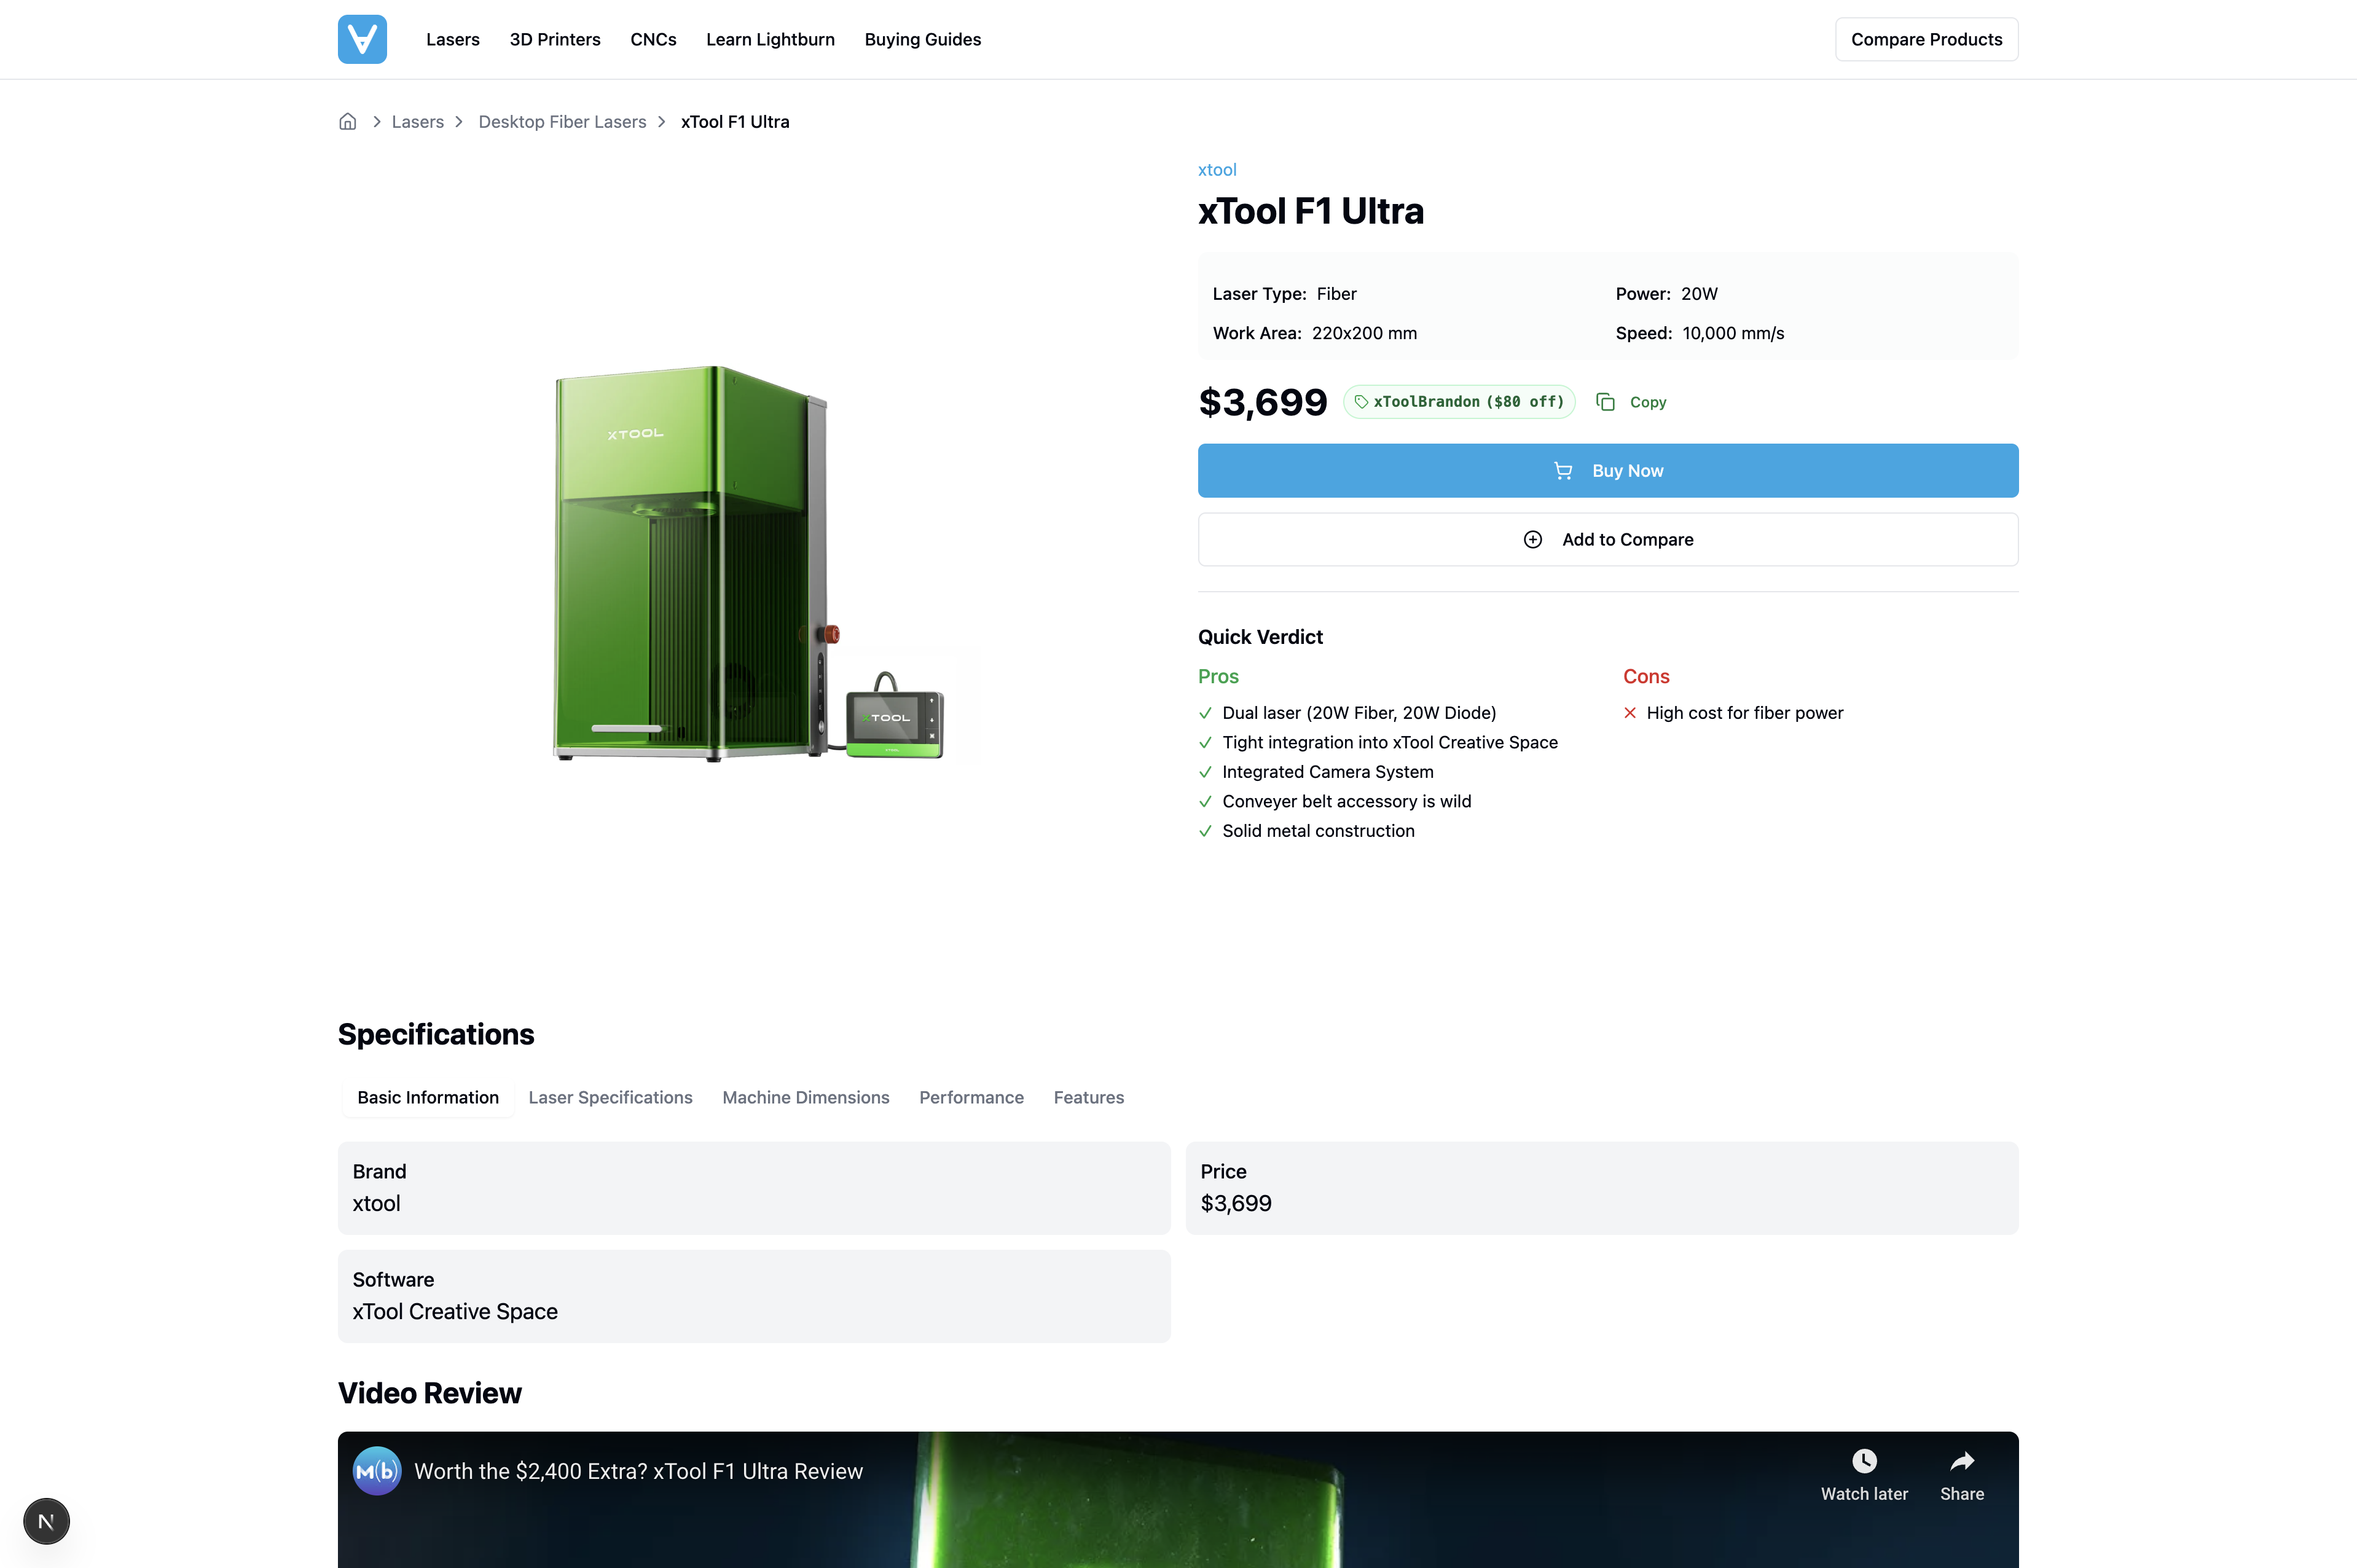 Lasers 3D Printers CNCs Learn Lightburn Buying Guides Compare Products
Lasers Desktop Fiber Lasers xTool F1 Ultra
XTOOL
XTOOL
xtool
xTool F1 Ultra
Laser Type: Fiber Power: 20W
Work Area: 220x200 mm Speed: 10,000 mm/s
$3,699 xToolBrandon ($80 off) Copy
Buy Now
Add to Compare
Quick Verdict
Pros
Dual laser (20W Fiber, 20W Diode)
Tight integration into xTool Creative Space
Integrated Camera System
Conveyer belt accessory is wild
Solid metal construction
Cons
High cost for fiber power
Specifications
Basic Information Laser Specifications Machine Dimensions Performance Features
Brand
xtool
Price
$3,699
Software
xTool Creative Space
Video Review
M(b) Worth the $2,400 Extra? xTool F1 Ultra Review
Watch later Share
N